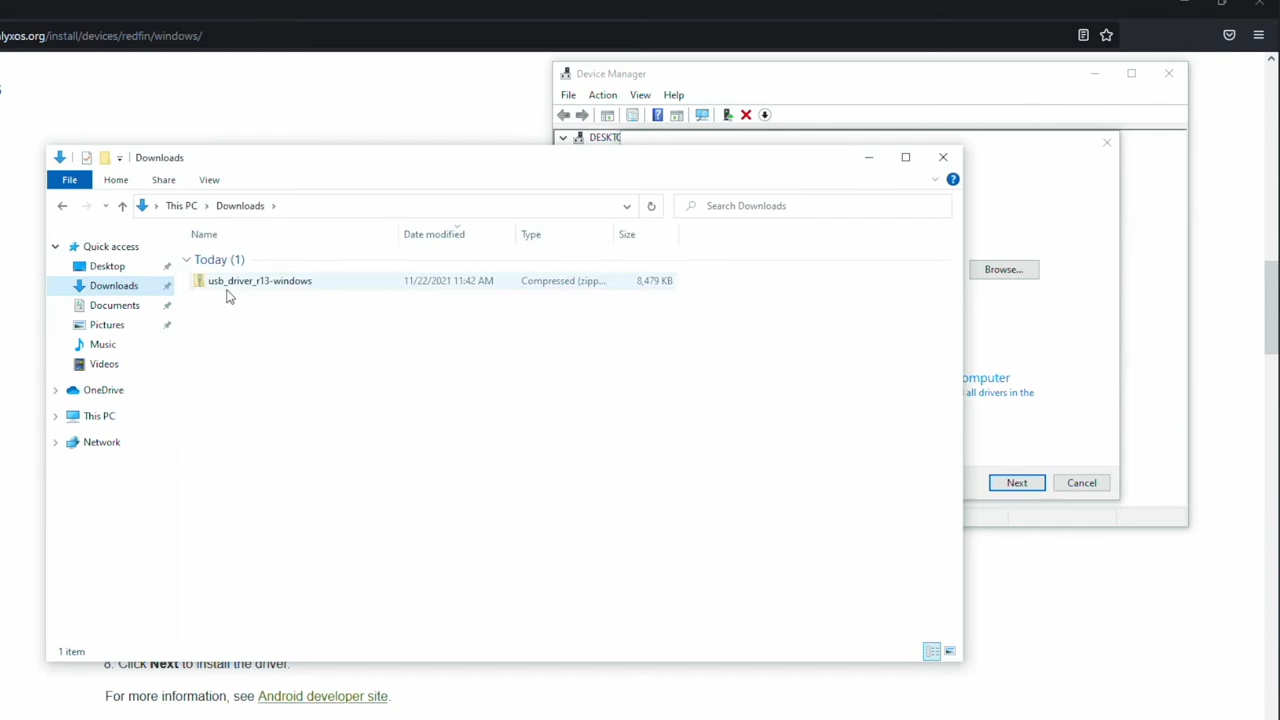 lyxos.org/install/devices/redfin/windows/
Device Manager
File Action View Help
DESKTO
Downloads
File Home Share View
This PC Downloads
Search Downloads
Name Date modified Type Size
Quick access
Desktop
Downloads
Documents
Pictures
Music
Videos
OneDrive
This PC
Network
Today (1)
usb_driver_r13-windows 11/22/2021 11:42 AM Compressed (zipp... 8,479 KB
Browse...
omputer
all drivers in the
Next Cancel
1 item
8. Click Next to install the driver.
For more information, see Android developer site.